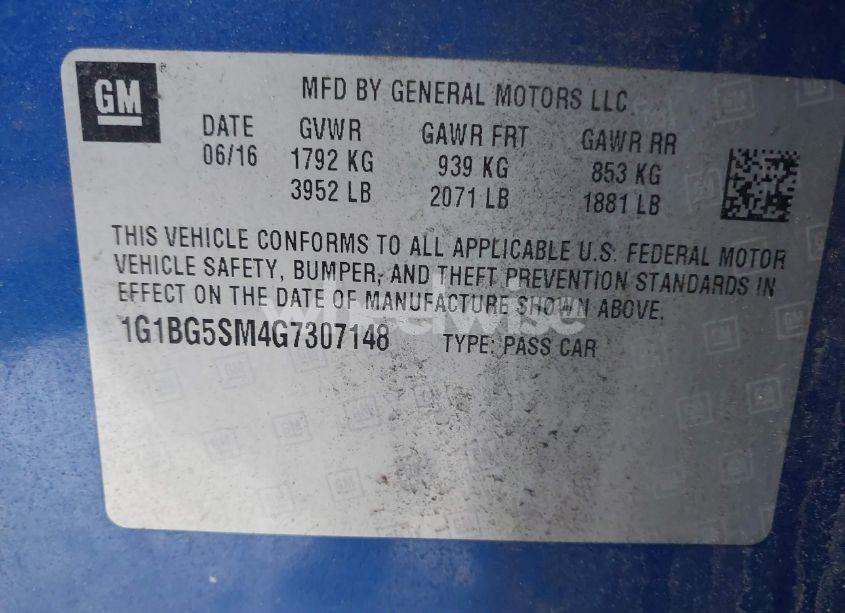 GM
MFD BY GENERAL MOTORS LLC
DATE GVWR GAWR FRT GAWR RR
06/16 1792 KG 939 KG 853 KG
3952 LB 2071 LB 1881 LB
THIS VEHICLE CONFORMS TO ALL APPLICABLE U.S. FEDERAL MOTOR
VEHICLE SAFETY, BUMPER, AND THEFT PREVENTION STANDARDS IN
EFFECT ON THE DATE OF MANUFACTURE SHOWN ABOVE.
wheelwise
1G1BG5SM4G7307148 TYPE: PASS CAR